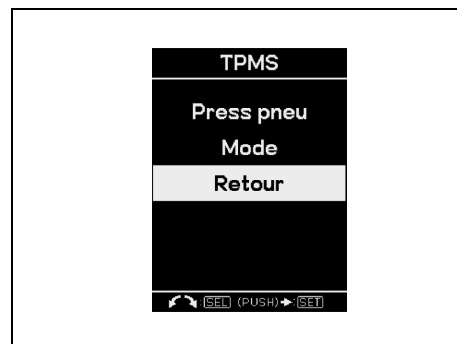 TPMS
Press pneu
Mode
Retour
:SEL (PUSH) :SET